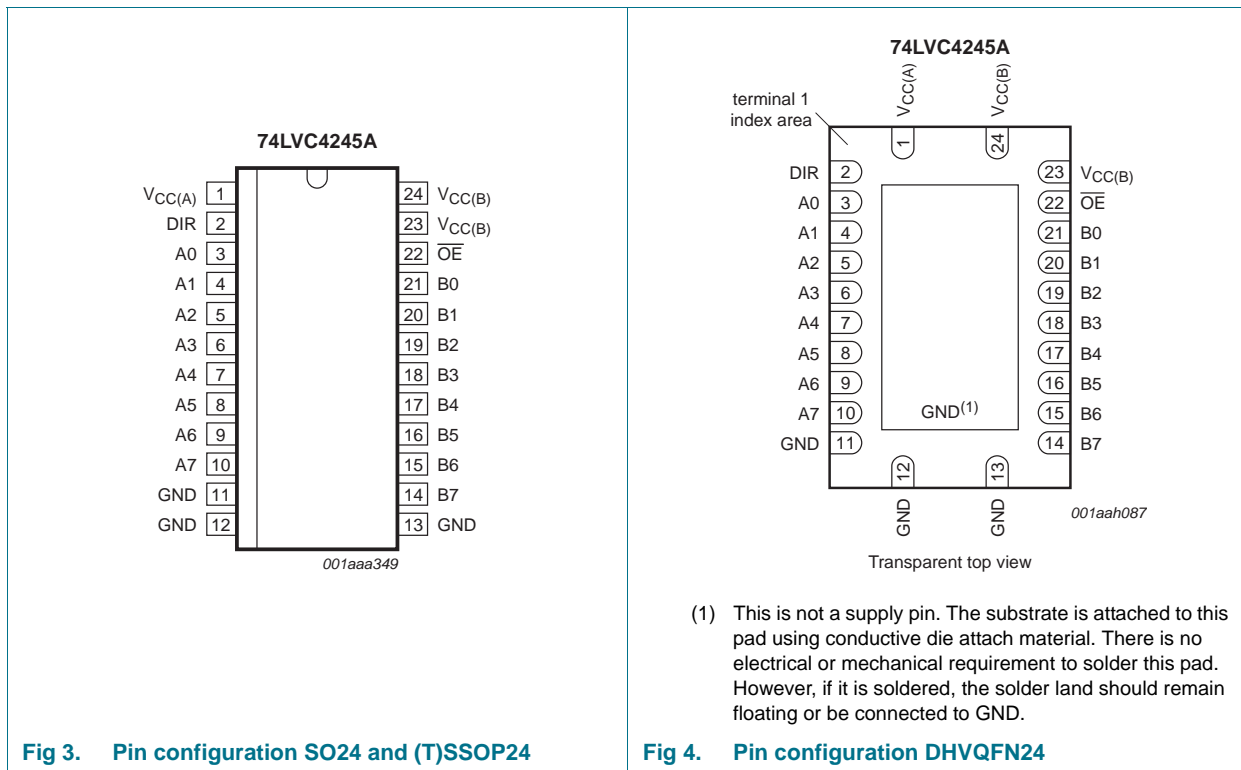 74LVC4245A
VCC(A) 1
DIR 2
A0 3
A1 4
A2 5
A3 6
A4 7
A5 8
A6 9
A7 10
GND 11
GND 12
24 VCC(B)
23 VCC(B)
22 OE
21 B0
20 B1
19 B2
18 B3
17 B4
16 B5
15 B6
14 B7
13 GND
001aaa349
Fig 3. Pin configuration SO24 and (T)SSOP24
74LVC4245A
terminal 1
index area
VCC(A)
VCC(B)
1
24
DIR 2
A0 3
A1 4
A2 5
A3 6
A4 7
A5 8
A6 9
A7 10
GND 11
23 VCC(B)
22 OE
21 B0
20 B1
19 B2
18 B3
17 B4
16 B5
15 B6
14 B7
GND(1)
12
13
GND
GND
001aah087
Transparent top view
(1) This is not a supply pin. The substrate is attached to this
pad using conductive die attach material. There is no
electrical or mechanical requirement to solder this pad.
However, if it is soldered, the solder land should remain
floating or be connected to GND.
Fig 4. Pin configuration DHVQFN24